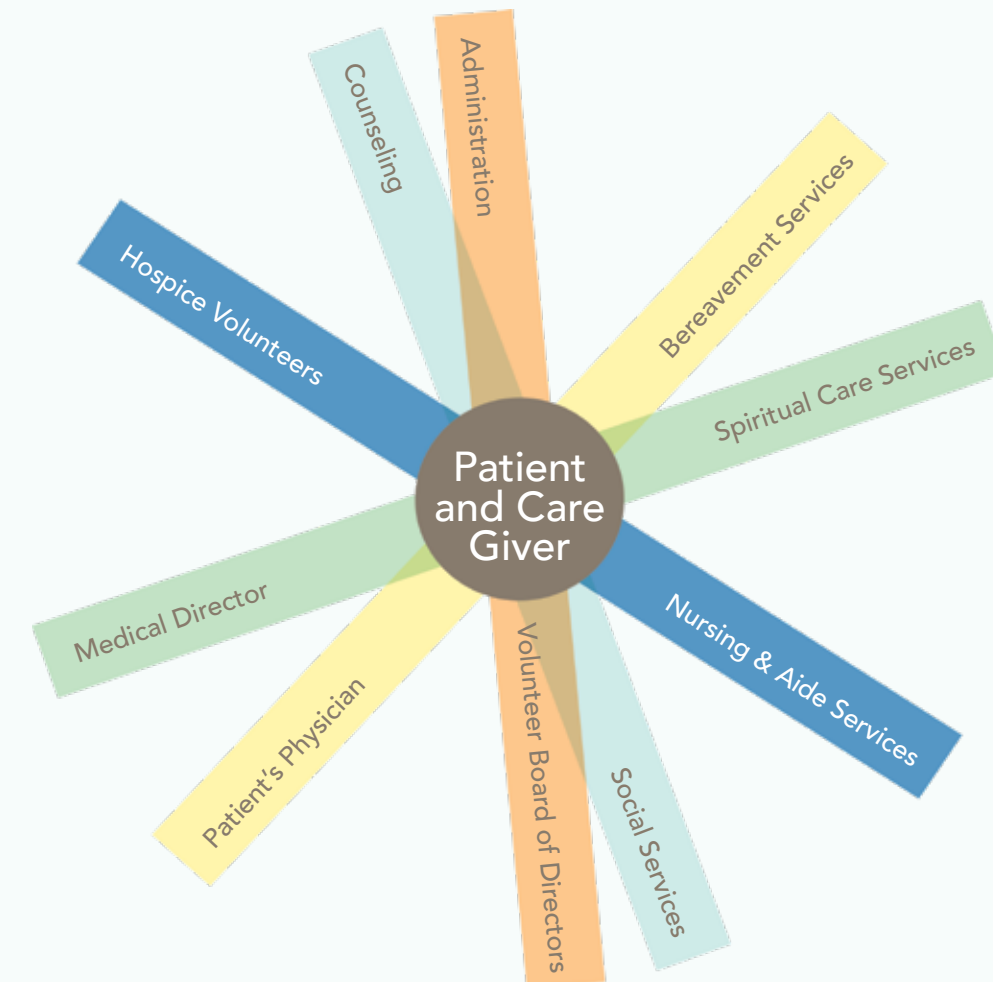 Counseling
Administration
Bereavement Services
Hospice Volunteers
Spiritual Care Services
Patient
and Care
Giver
Medical Director
Nursing & Aide Services
Patient’s Physician
Volunteer Board of Directors
Social Services